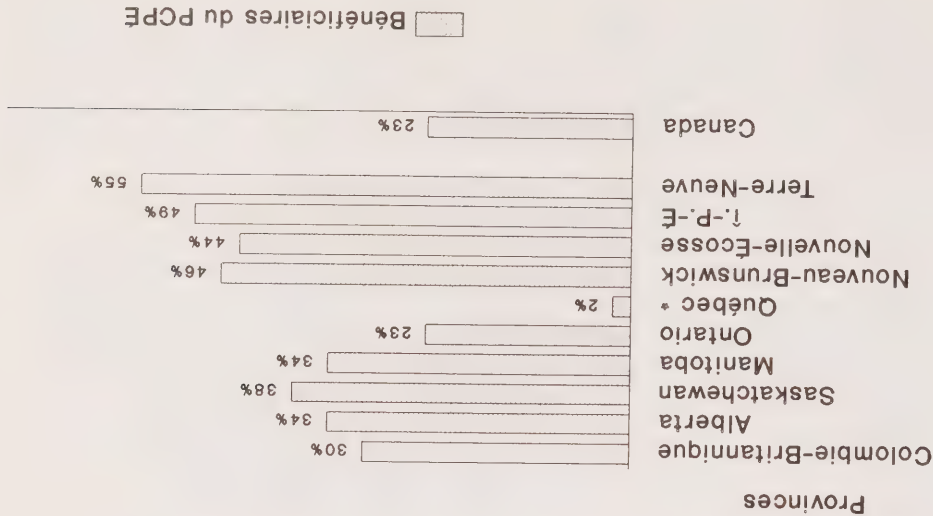 Provinces
Colombie-Britannique 30%
Alberta 34%
Saskatchewan 38%
Manitoba 34%
Ontario 23%
Québec * 2%
Nouveau-Brunswick 46%
Nouvelle-Écosse 44%
Î.-P.-É 49%
Terre-Neuve 55%
Canada 23%
Bénéficiaires du PCPÉ